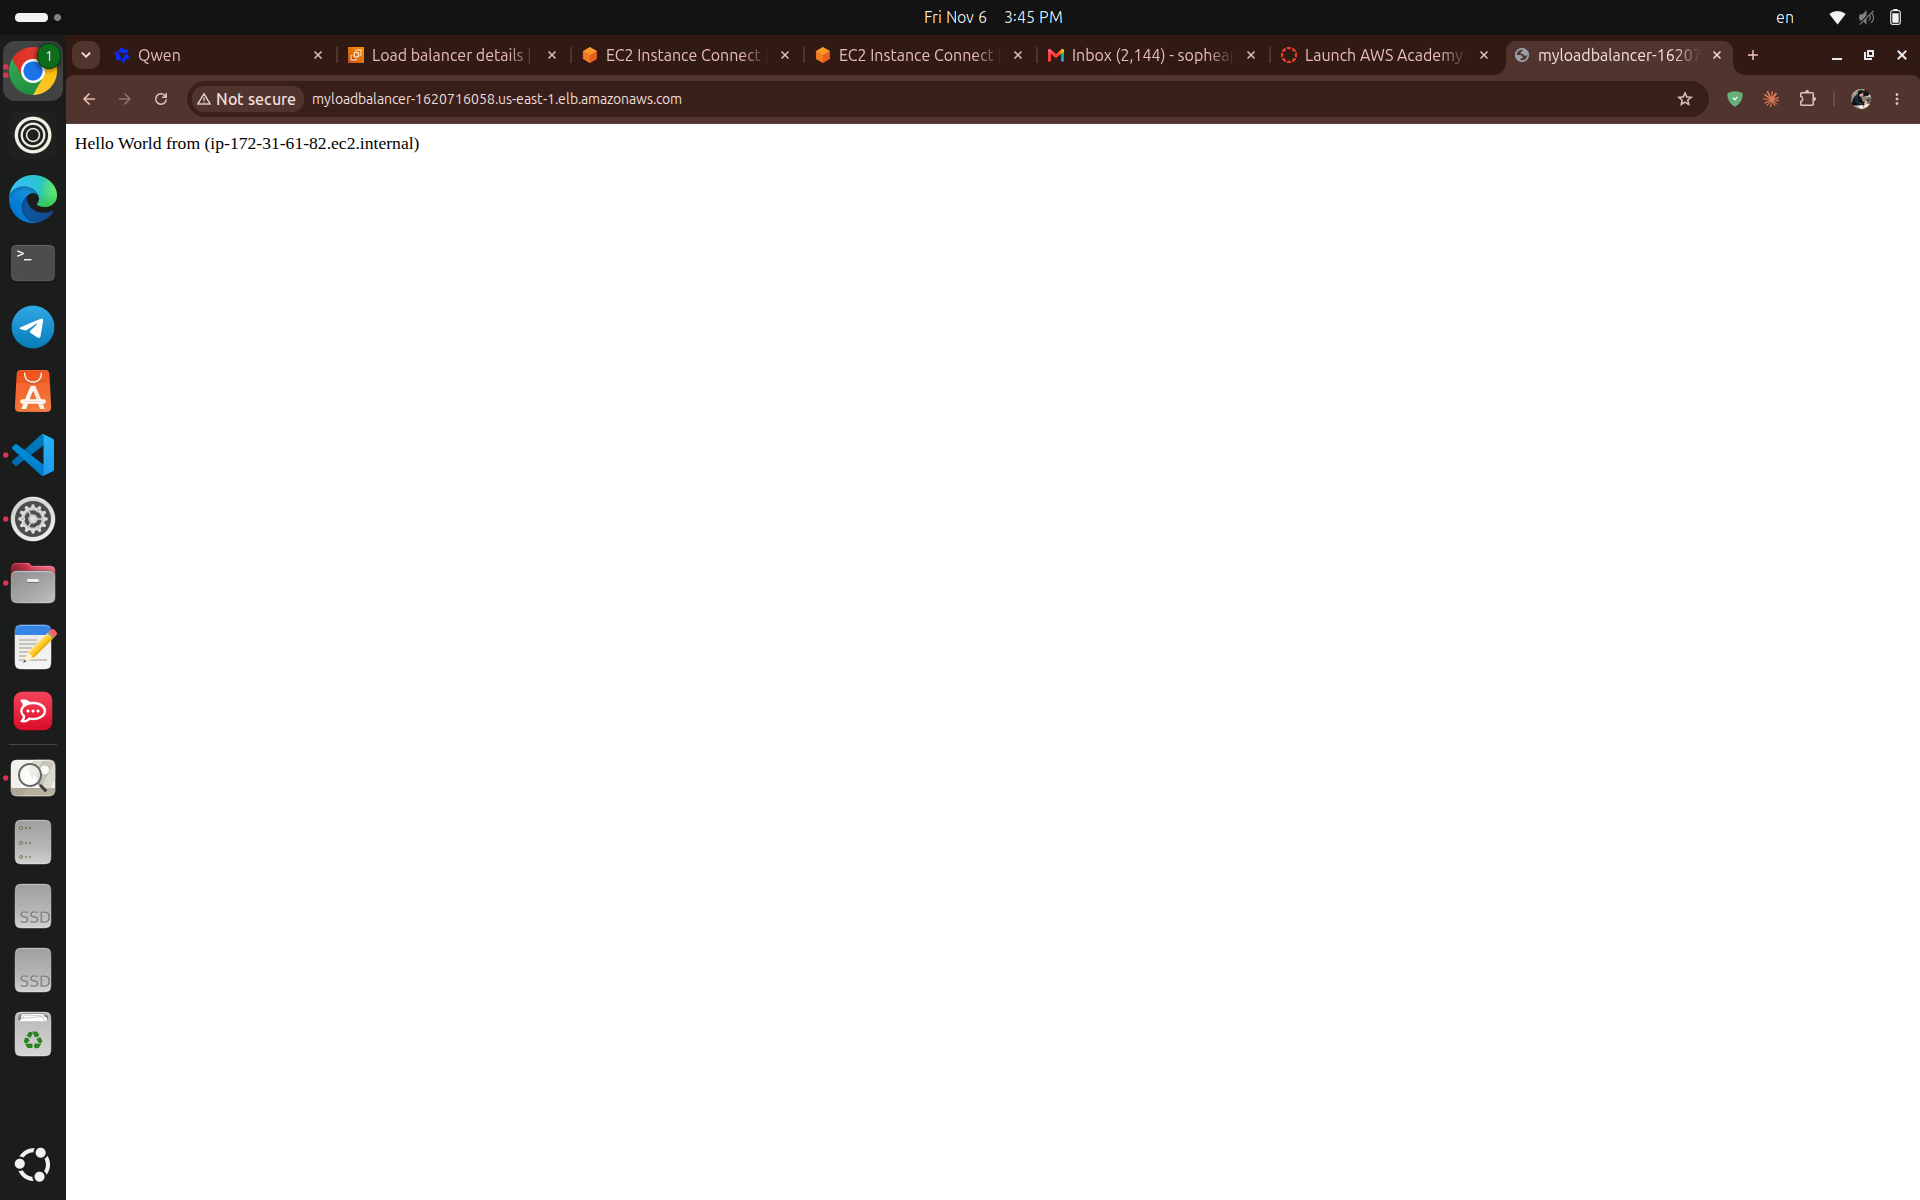 Fri Nov 6 3:45 PM
en
1
Qwen
Load balancer details |
EC2 Instance Connect
EC2 Instance Connect
Inbox (2,144) - sophea
Launch AWS Academy
myloadbalancer-16207
Not secure
myloadbalancer-1620716058.us-east-1.elb.amazonaws.com
Hello World from (ip-172-31-61-82.ec2.internal)
>_
SSD
SSD